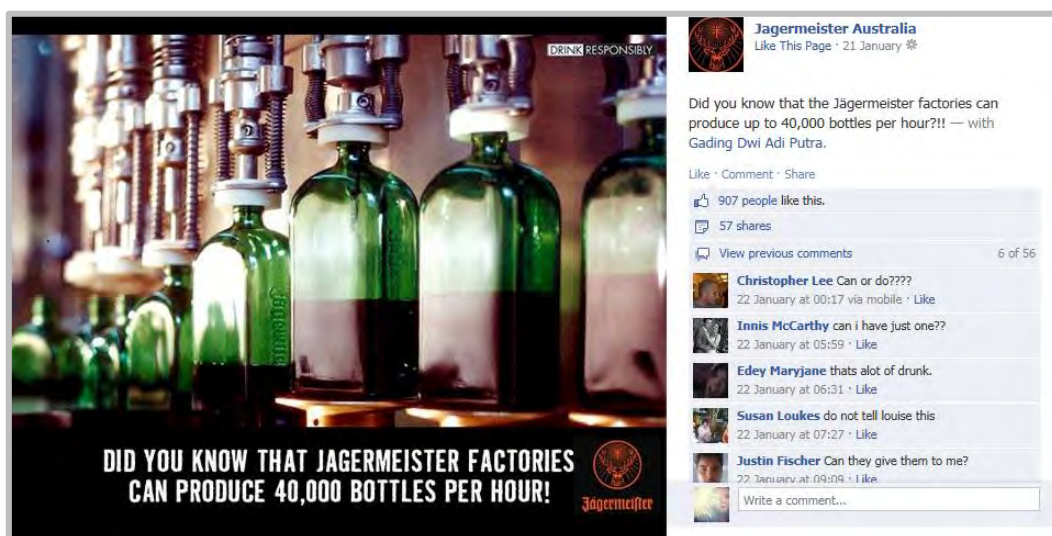 DRINK RESPONSIBLY
DID YOU KNOW THAT JAGERMEISTER FACTORIES
CAN PRODUCE 40,000 BOTTLES PER HOUR!
Jägermeister
Jagermeister Australia
Like This Page · 21 January
Did you know that the Jägermeister factories can
produce up to 40,000 bottles per hour?!! — with
Gading Dwi Adi Putra.
Like · Comment · Share
907 people like this.
57 shares
View previous comments 6 of 56
Christopher Lee Can or do????
22 January at 00:17 via mobile · Like
Innis McCarthy can i have just one??
22 January at 05:59 · Like
Edey Maryjane thats alot of drunk.
22 January at 06:31 · Like
Susan Loukes do not tell louise this
22 January at 07:27 · Like
Justin Fischer Can they give them to me?
22 January at 09:09 · Like
Write a comment...